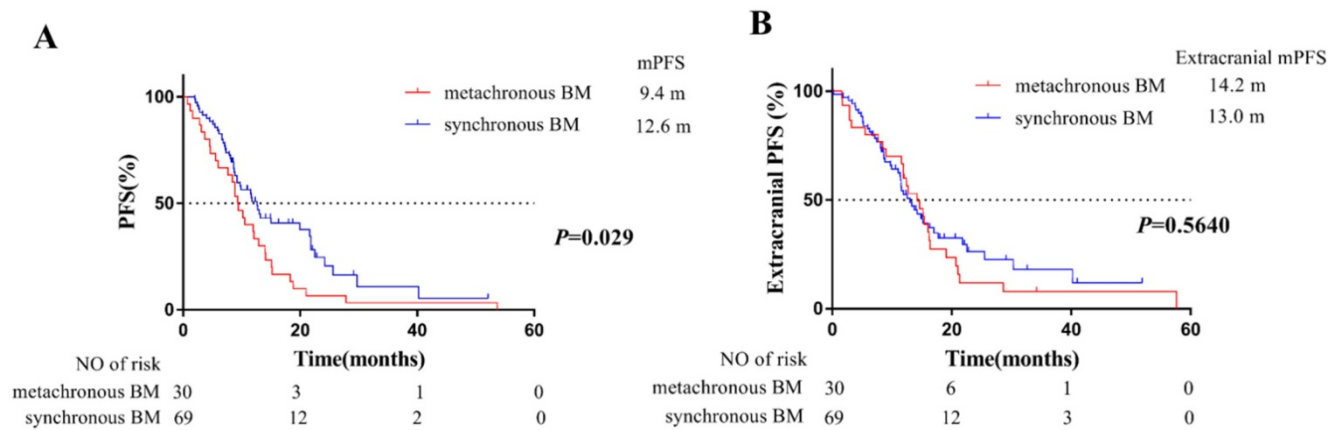 A
mPFS
metachronous BM 9.4 m
synchronous BM 12.6 m
PFS(%)
100
50
0
P=0.029
0 20 40 60
Time(months)
NO of risk
metachronous BM 30 3 1 0
synchronous BM 69 12 2 0
B
Extracranial mPFS
metachronous BM 14.2 m
synchronous BM 13.0 m
Extracranial PFS (%)
100
50
0
P=0.5640
0 20 40 60
Time(months)
NO of risk
metachronous BM 30 6 1 0
synchronous BM 69 12 3 0